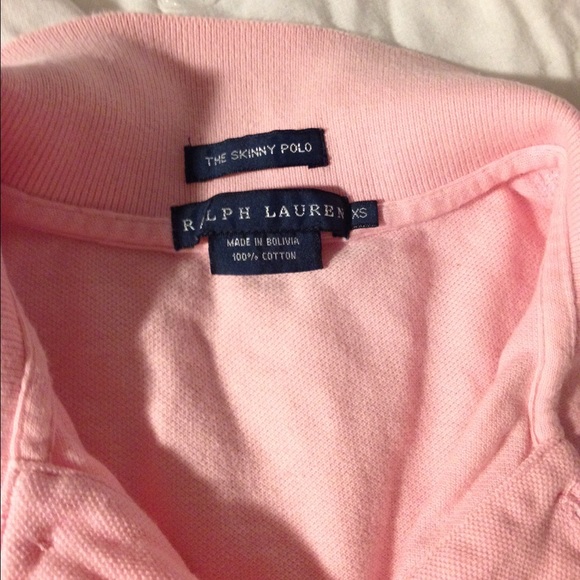 THE SKINNY POLO
RALPH LAUREN XS
MADE IN BOLIVIA
100% COTTON